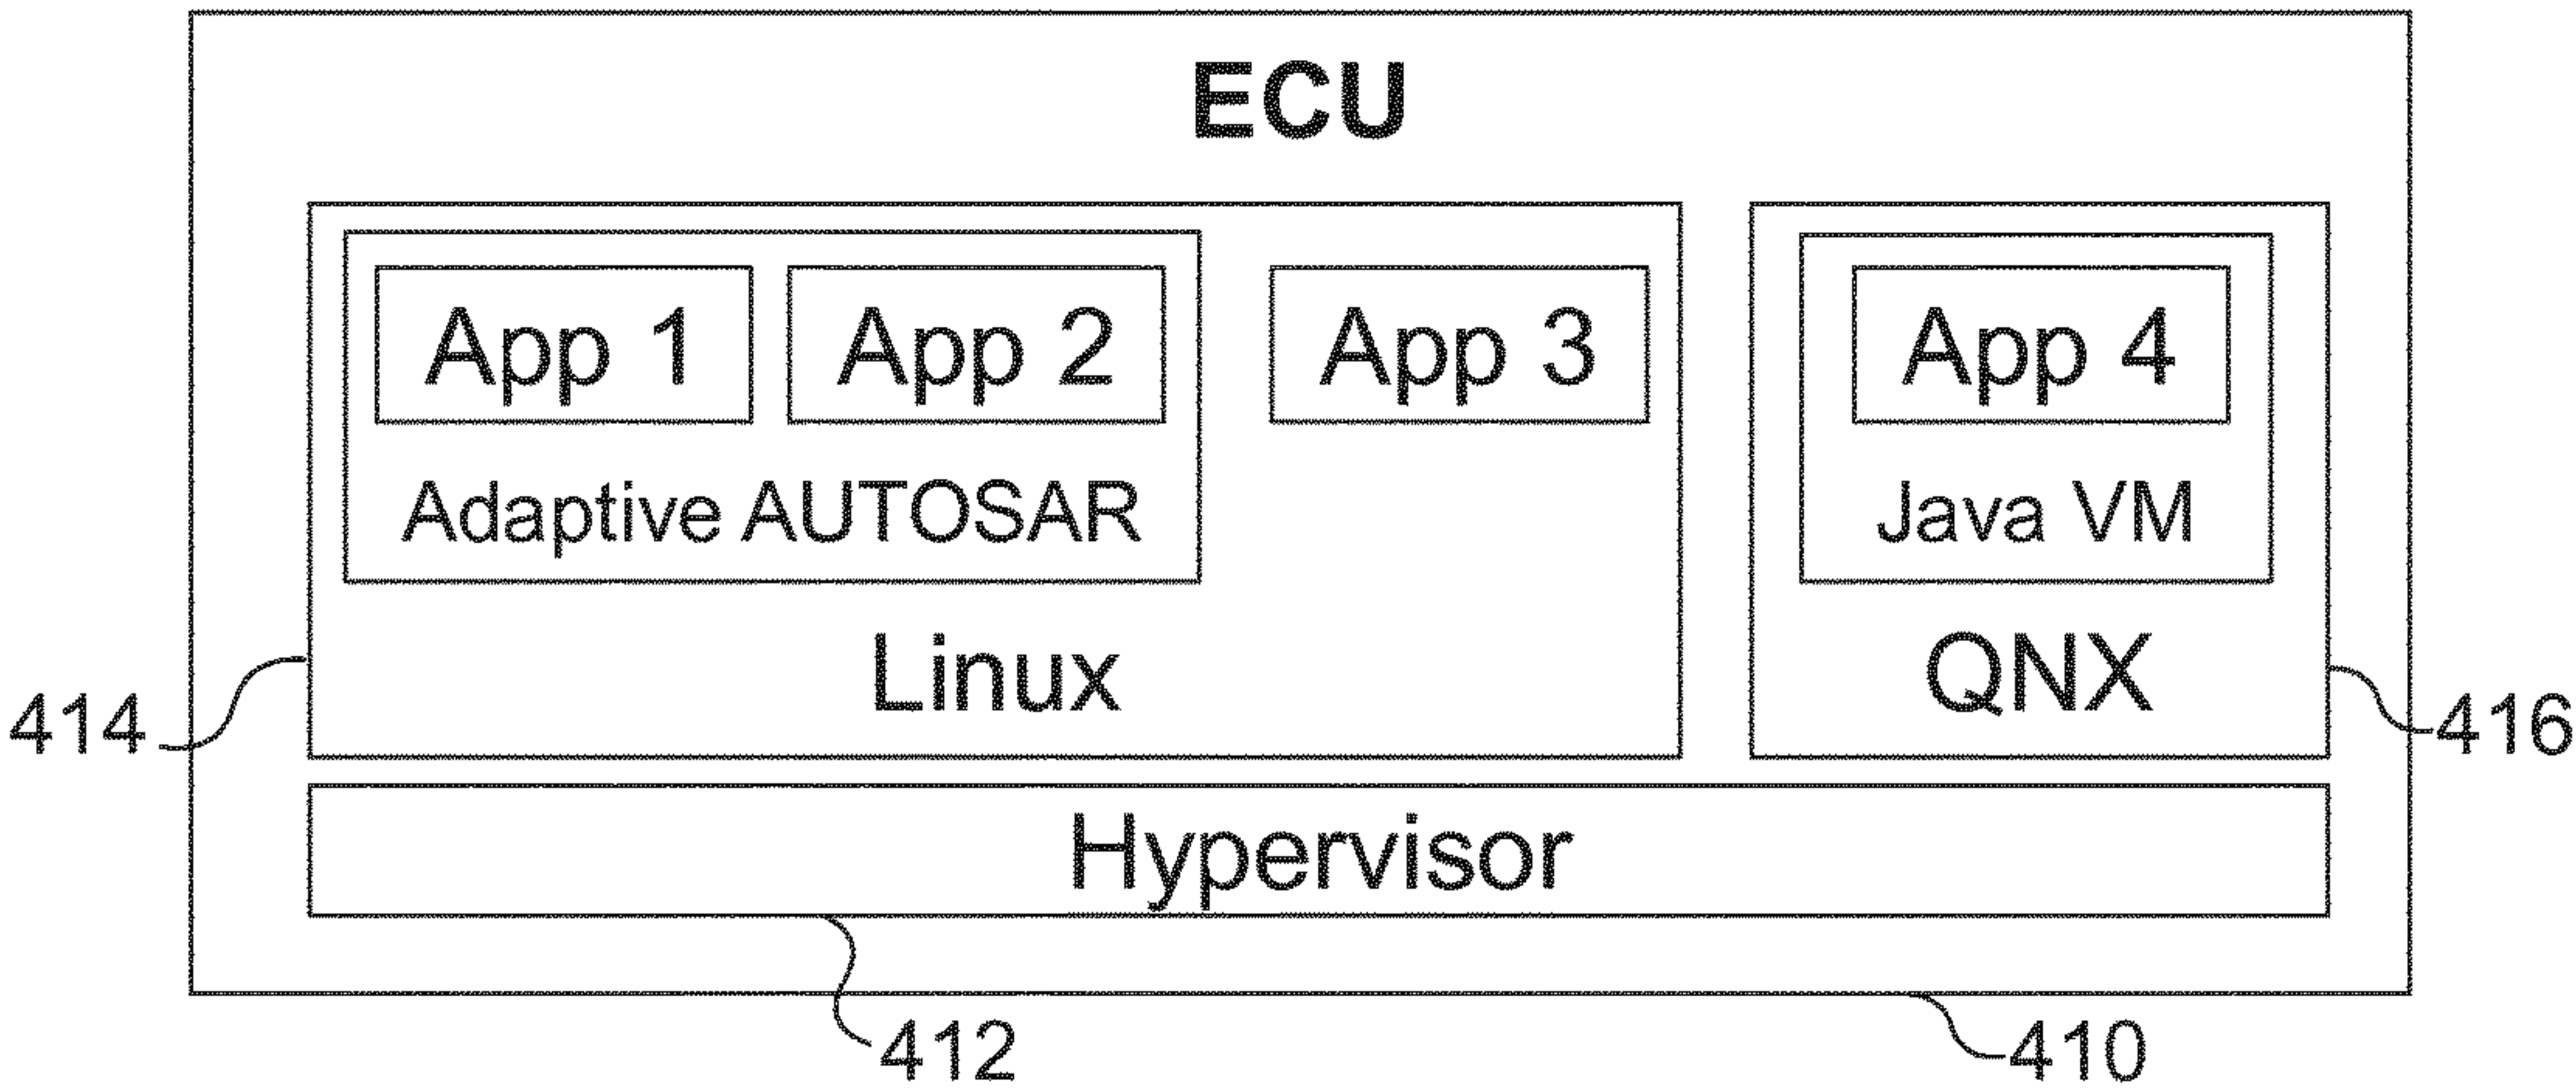 ECU
App 1
App 2
App 3
App 4
Adaptive AUTOSAR
Java VM
Linux
QNX
414
416
Hypervisor
412
410